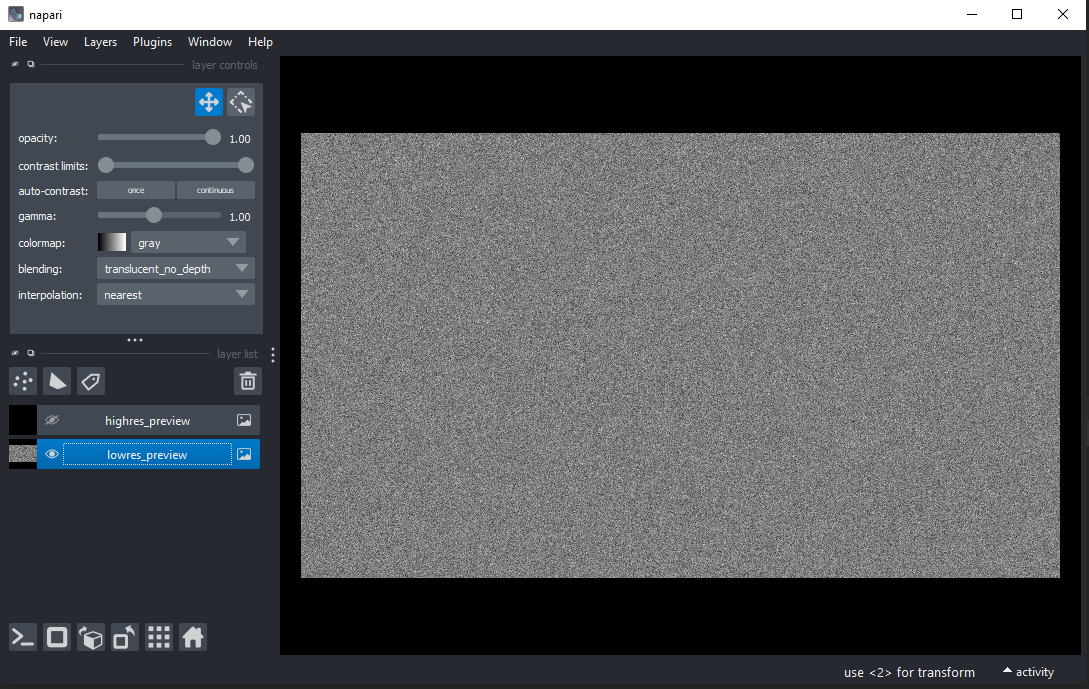 napari
File View Layers Plugins Window Help
layer controls
opacity: 1.00
contrast limits:
auto-contrast: once continuous
gamma: 1.00
colormap: gray
blending: translucent_no_depth
interpolation: nearest
layer list
highres_preview
lowres_preview
use <2> for transform activity